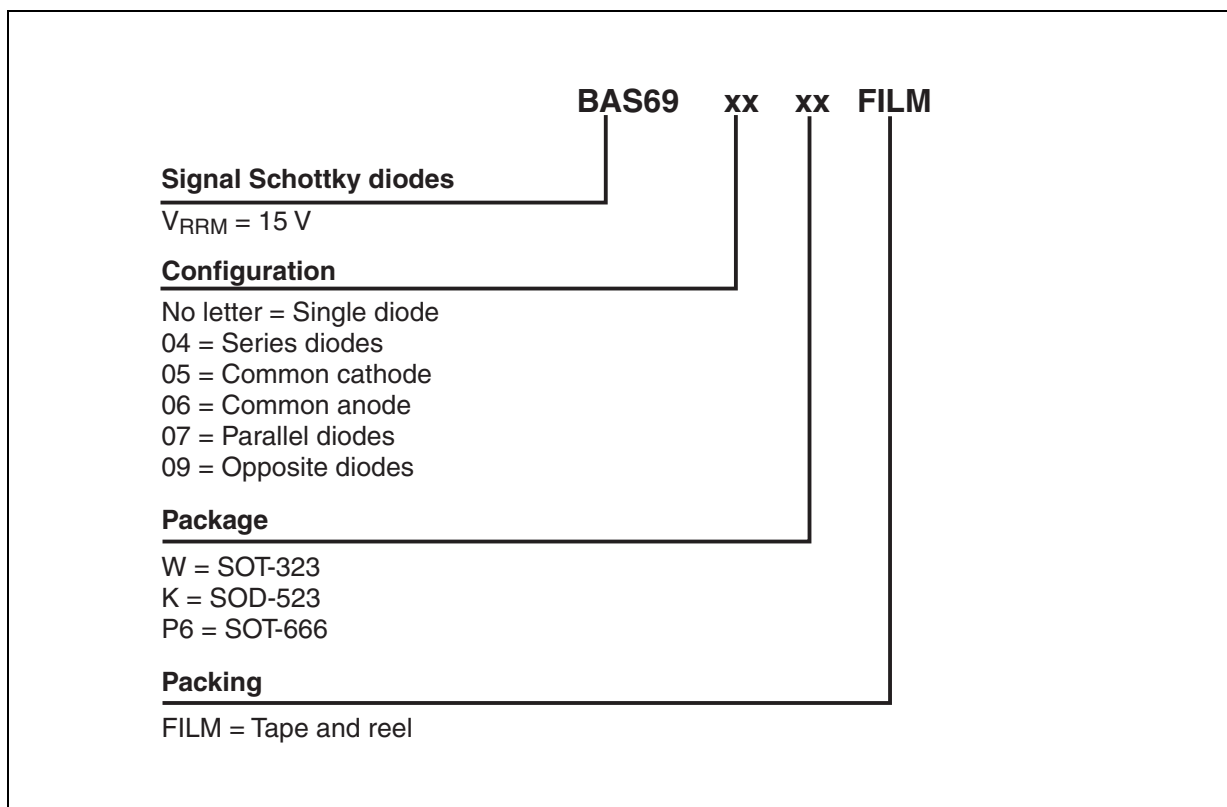 BAS69 xx xx FILM
Signal Schottky diodes
VRRM = 15 V
Configuration
No letter = Single diode
04 = Series diodes
05 = Common cathode
06 = Common anode
07 = Parallel diodes
09 = Opposite diodes
Package
W = SOT-323
K = SOD-523
P6 = SOT-666
Packing
FILM = Tape and reel